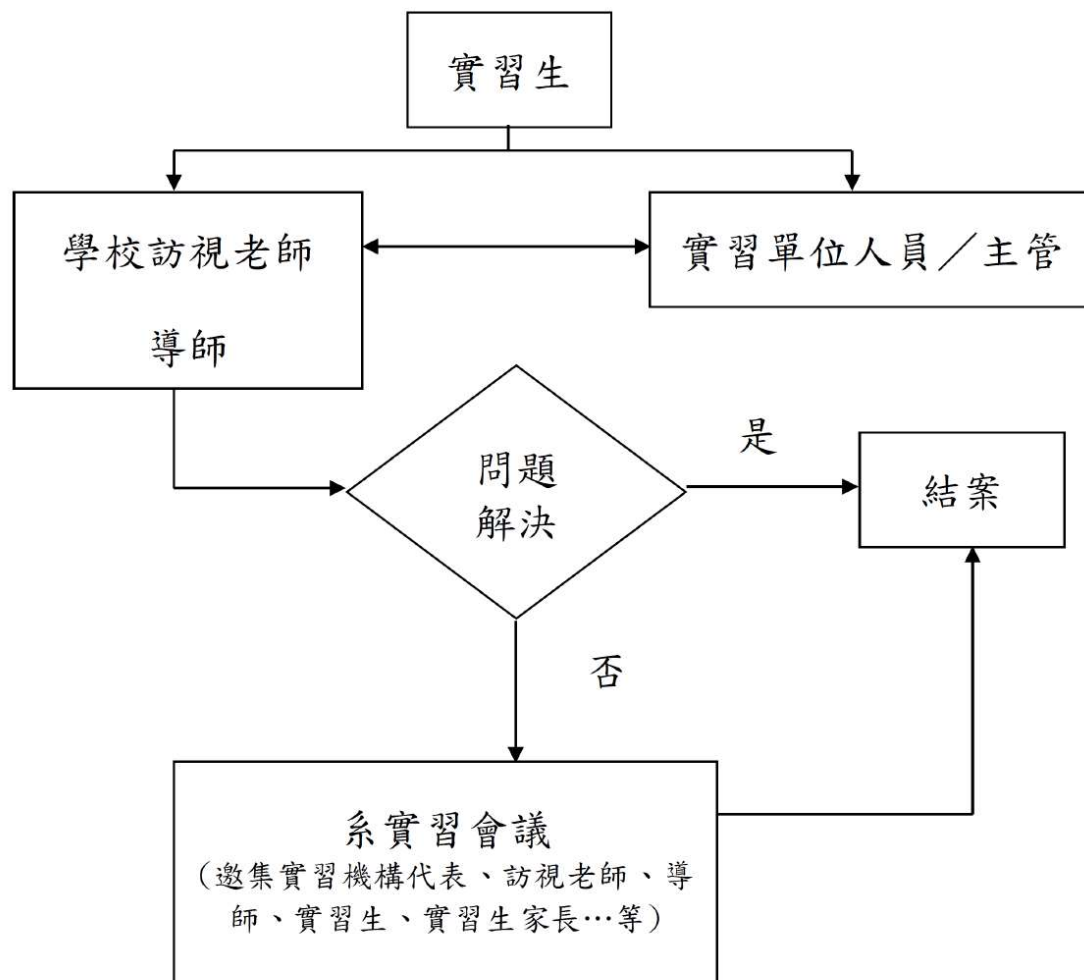 實習生
學校訪視老師
導師
實習單位人員／主管
問題
解決
是
結案
否
系實習會議
（邀集實習機構代表、訪視老師、導
師、實習生、實習生家長…等）